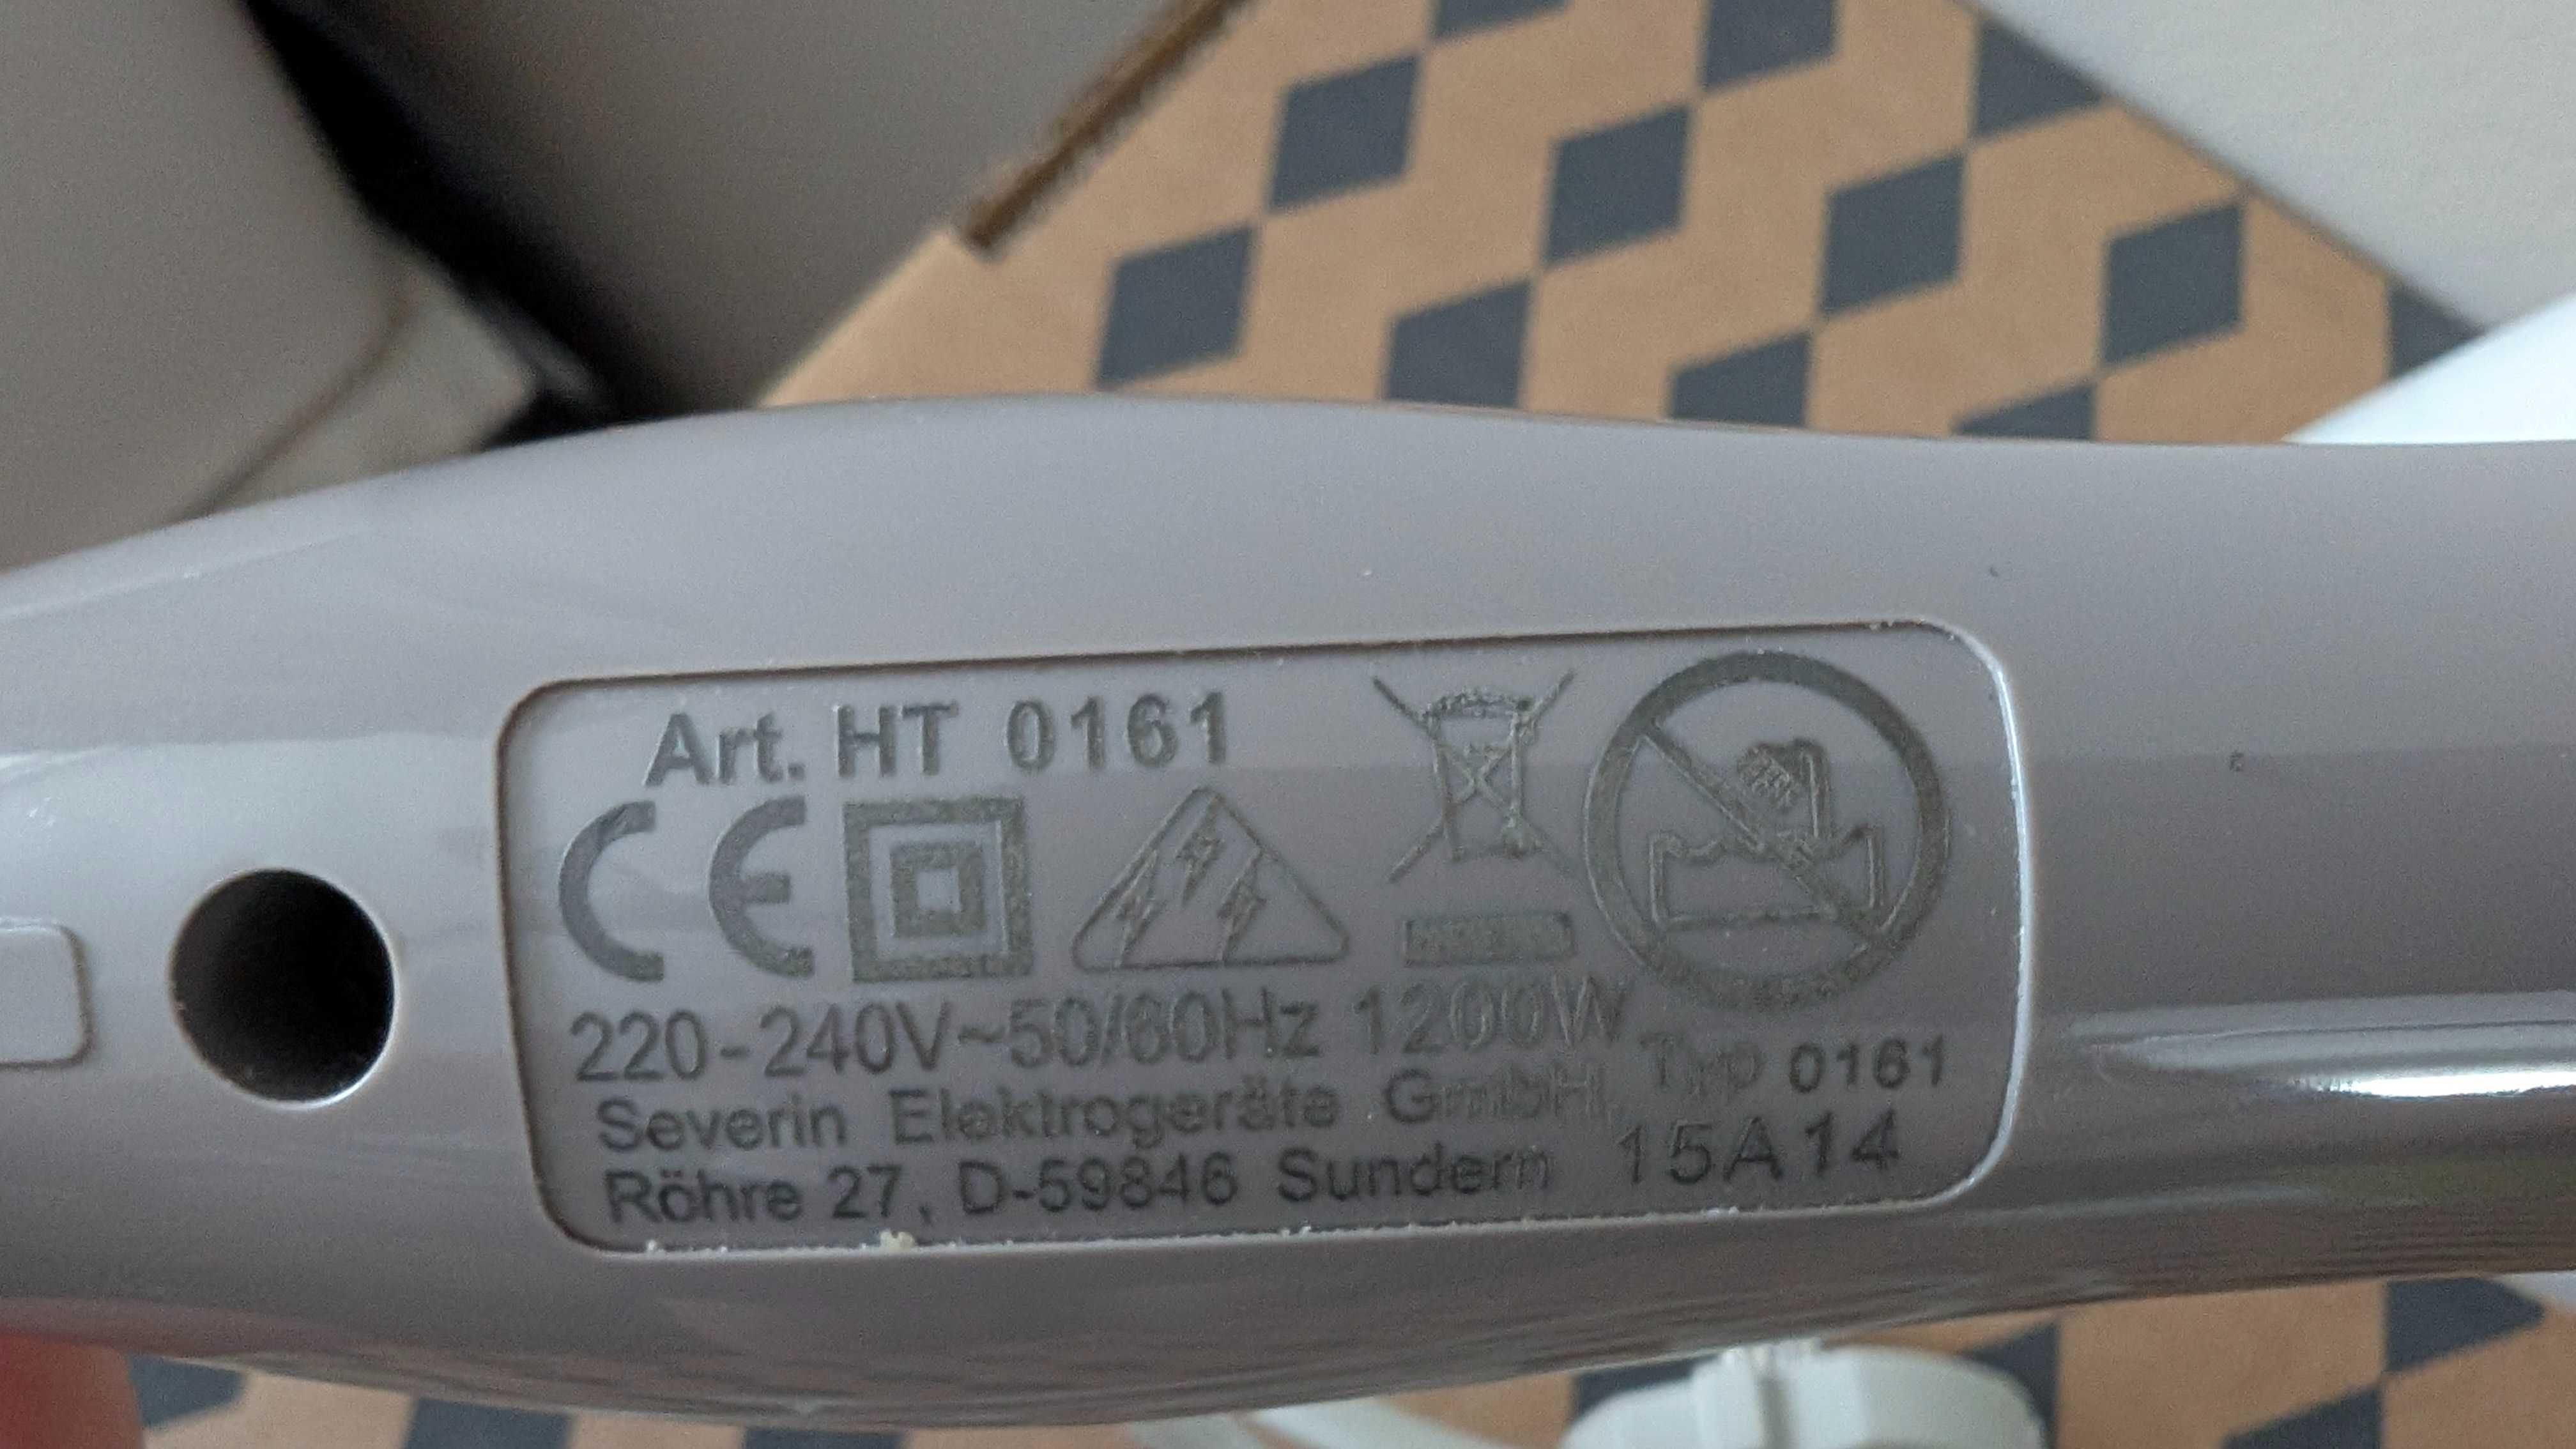 Art. HT 0161
CE
220-240V~50/60Hz 1200W
Severin Elektrogeräte GmbH, Typ 0161
Röhre 27, D-59846 Sundern 15A14